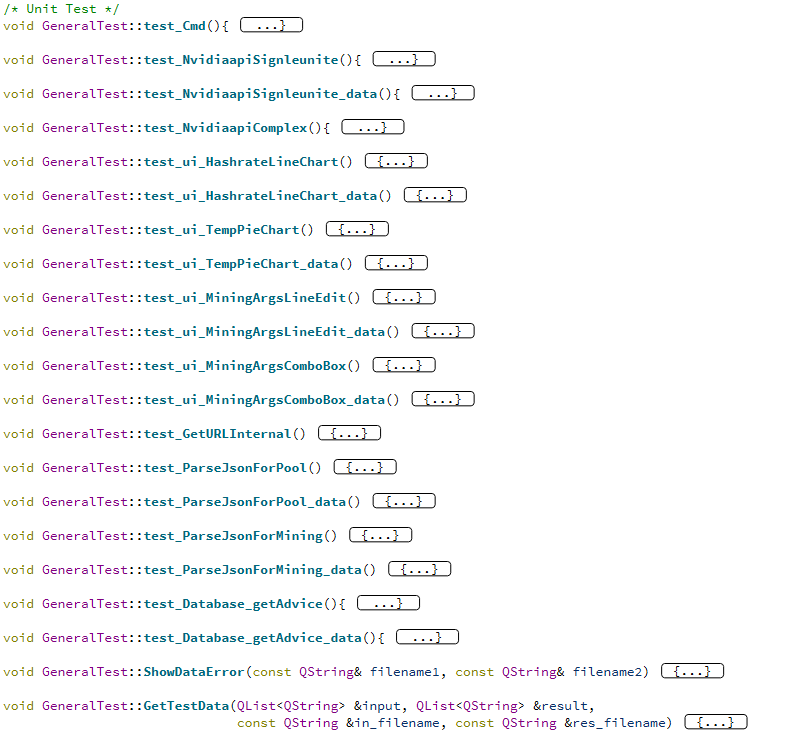 /* Unit Test */
void GeneralTest::test_Cmd(){ ...}
void GeneralTest::test_NvidiaapiSignleunite(){ ...}
void GeneralTest::test_NvidiaapiSignleunite_data(){ ...}
void GeneralTest::test_NvidiaapiComplex(){ ...}
void GeneralTest::test_ui_HashrateLineChart() {...}
void GeneralTest::test_ui_HashrateLineChart_data() {...}
void GeneralTest::test_ui_TempPieChart() {...}
void GeneralTest::test_ui_TempPieChart_data() {...}
void GeneralTest::test_ui_MiningArgsLineEdit() {...}
void GeneralTest::test_ui_MiningArgsLineEdit_data() {...}
void GeneralTest::test_ui_MiningArgsComboBox() {...}
void GeneralTest::test_ui_MiningArgsComboBox_data() {...}
void GeneralTest::test_GetURLInternal() {...}
void GeneralTest::test_ParseJsonForPool() {...}
void GeneralTest::test_ParseJsonForPool_data() {...}
void GeneralTest::test_ParseJsonForMining() {...}
void GeneralTest::test_ParseJsonForMining_data() {...}
void GeneralTest::test_Database_getAdvice(){ ...}
void GeneralTest::test_Database_getAdvice_data(){ ...}
void GeneralTest::ShowDataError(const QString& filename1, const QString& filename2) {...}
void GeneralTest::GetTestData(QList<QString> &input, QList<QString> &result,
const QString &in_filename, const QString &res_filename) {...}